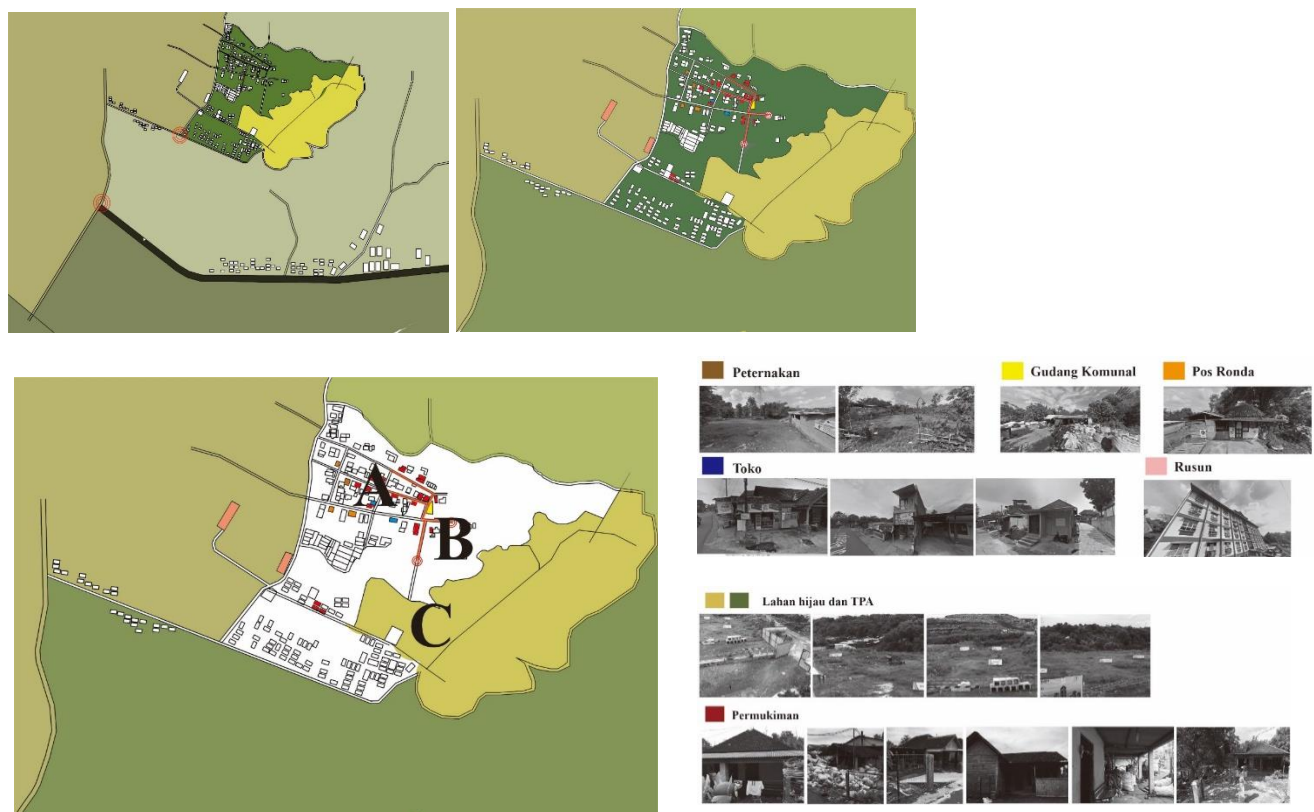 A
B
C
Peternakan
Gudang Komunal
Pos Ronda
Toko
Rusun
Lahan hijau dan TPA
Permukiman